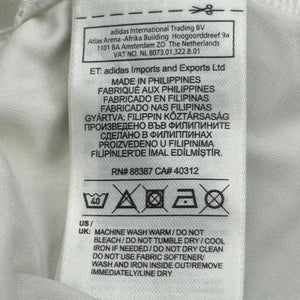 adidas International Trading BV
Atlas Arena -Afrika Building Hoogoorddreef 9a
1101 BA Amsterdam ZO The Netherlands
VAT NO. NL 8073.01.322.B.01
ET: adidas Imports and Exports Ltd
MADE IN PHILIPPINES
FABRIQUÉ AUX PHILIPPINES
FABRICADO EN FILIPINAS
FABRICADO NAS FILIPINAS
GYÁRTVA: FILIPPIN KÖZTÁRSASÁG
ПРОИЗВЕДЕНО ВЪВ ФИЛИПИНИТЕ /
СДЕЛАНО В ФИЛИППИНАХ
PROIZVEDENO U FILIPINIMA
FİLİPİNLER'DE İMAL EDİLMİŞTİR.
RN# 88387 CA# 40312
40
US /
UK: MACHINE WASH WARM / DO NOT
BLEACH / DO NOT TUMBLE DRY / COOL
IRON IF NEEDED / DO NOT DRY CLEAN
DO NOT USE FABRIC SOFTENER/
WASH AND IRON INSIDE OUT/REMOVE
IMMEDIATELY/LINE DRY